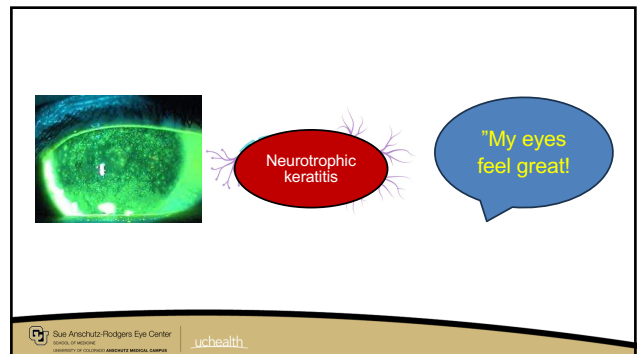 Neurotrophic
keratitis
”My eyes
feel great!
Sue Anschutz-Rodgers Eye Center
SCHOOL OF MEDICINE
UNIVERSITY OF COLORADO ANSCHUTZ MEDICAL CAMPUS
uchealth